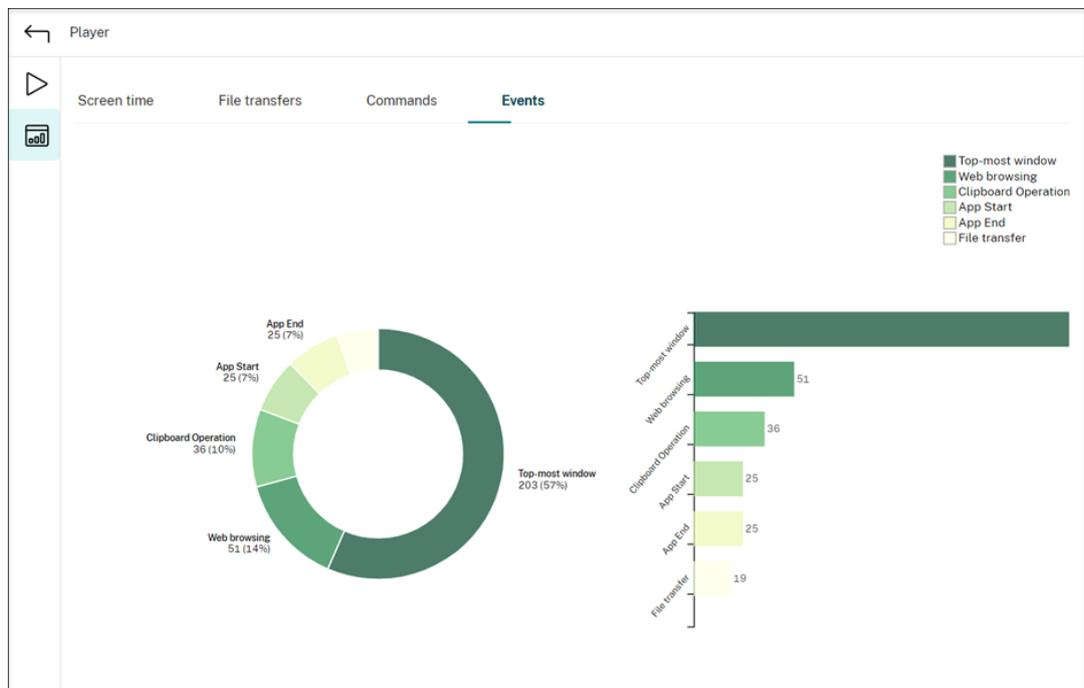 Player
Screen time
File transfers
Commands
Events
Top-most window
Web browsing
Clipboard Operation
App Start
App End
File transfer
App End
25 (7%)
App Start
25 (7%)
Clipboard Operation
36 (10%)
Web browsing
51 (14%)
Top-most window
203 (57%)
Top-most window
Web browsing
51
Clipboard Operation
36
App Start
25
App End
25
File transfer
19